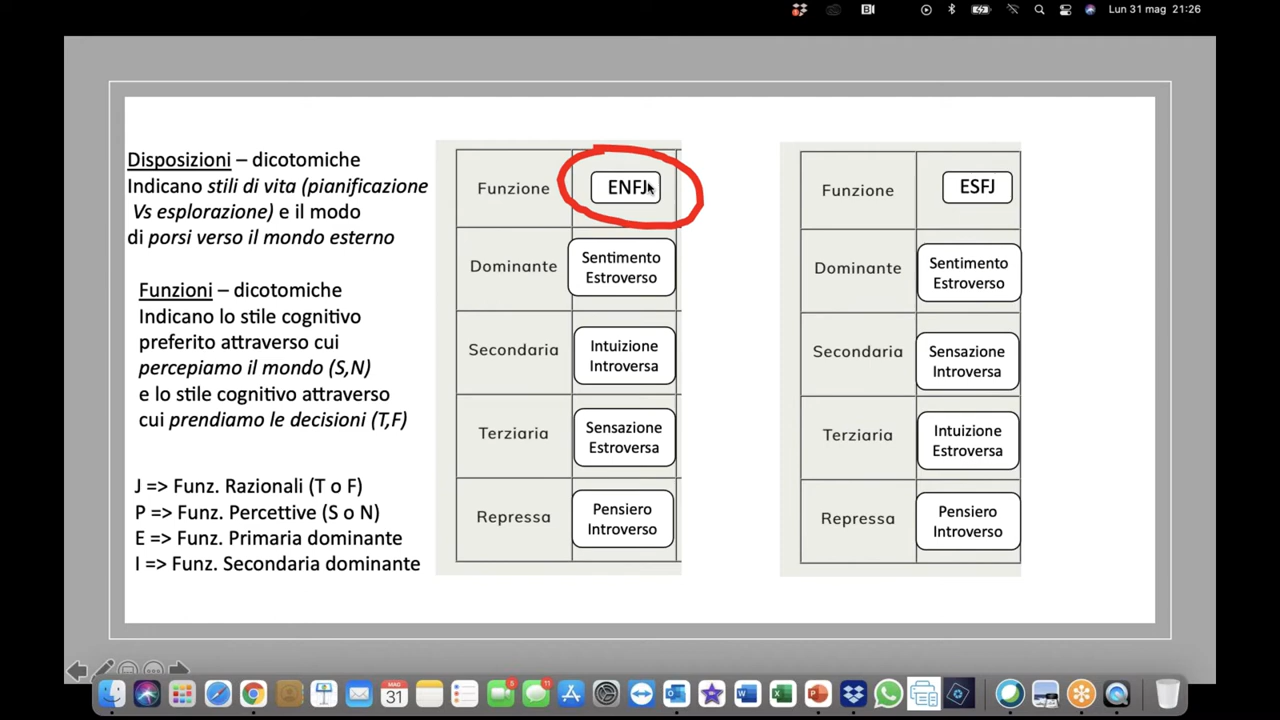 Lun 31 mag 21:26
Disposizioni – dicotomiche
Indicano stili di vita (pianificazione
Vs esplorazione) e il modo
di porsi verso il mondo esterno
Funzioni – dicotomiche
Indicano lo stile cognitivo
preferito attraverso cui
percepiamo il mondo (S,N)
e lo stile cognitivo attraverso
cui prendiamo le decisioni (T,F)
J => Funz. Razionali (T o F)
P => Funz. Percettive (S o N)
E => Funz. Primaria dominante
I => Funz. Secondaria dominante
Funzione ENFJ
Dominante Sentimento
Estroverso
Secondaria Intuizione
Introversa
Terziaria Sensazione
Estroversa
Repressa Pensiero
Introverso
Funzione ESFJ
Dominante Sentimento
Estroverso
Secondaria Sensazione
Introversa
Terziaria Intuizione
Estroversa
Repressa Pensiero
Introverso
MAG
31
5
11